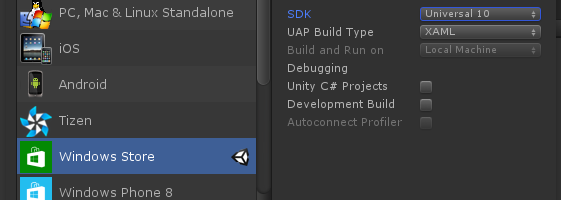 PC, Mac & Linux Standalone
iOS
Android
Tizen
Windows Store
Windows Phone 8
SDK Universal 10
UAP Build Type XAML
Build and Run on Local Machine
Debugging
Unity C# Projects
Development Build
Autoconnect Profiler